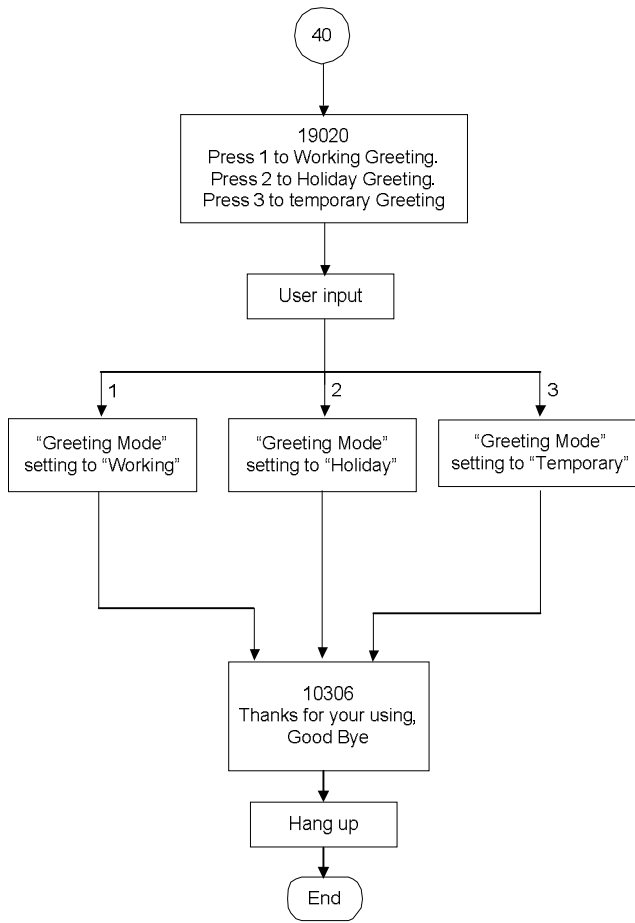 40
19020
Press 1 to Working Greeting.
Press 2 to Holiday Greeting.
Press 3 to temporary Greeting
User input
1
2
3
“Greeting Mode”
setting to “Working”
“Greeting Mode”
setting to “Holiday”
“Greeting Mode”
setting to “Temporary”
10306
Thanks for your using,
Good Bye
Hang up
End